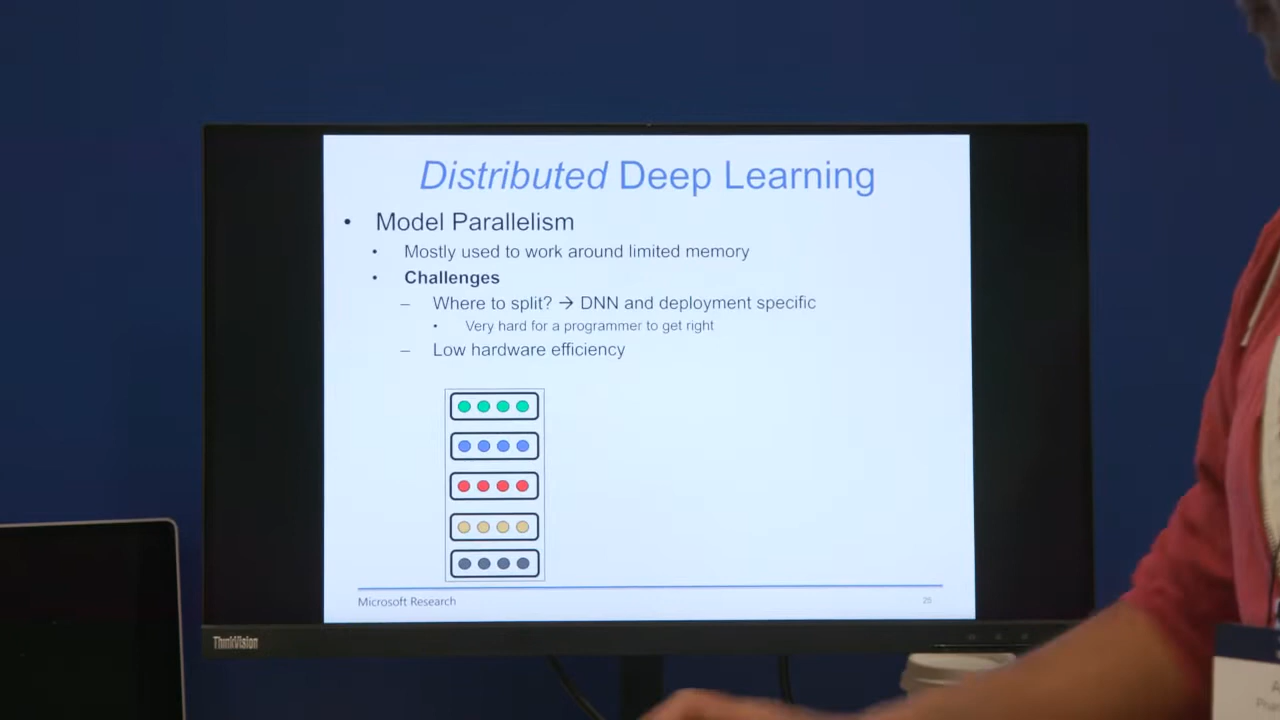 Distributed Deep Learning
• Model Parallelism
• Mostly used to work around limited memory
• Challenges
– Where to split? → DNN and deployment specific
• Very hard for a programmer to get right
– Low hardware efficiency
Microsoft Research
25
ThinkVision